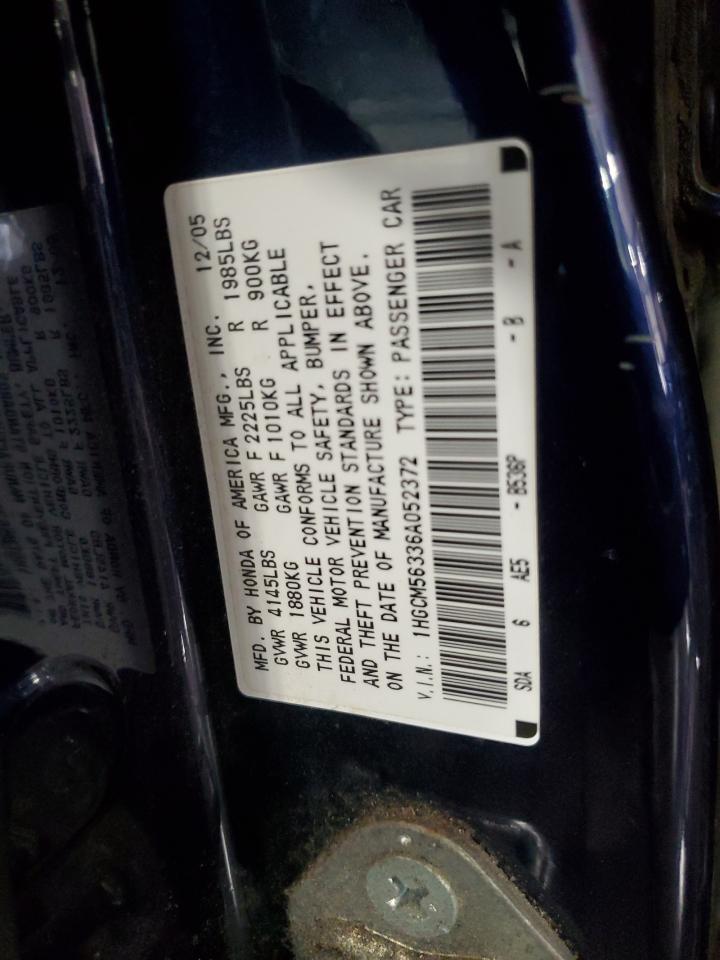 MFD. BY HONDA OF AMERICA MFG., INC. 12/05
GVWR 4145LBS GAWR F 2225LBS R 1985LBS
GVWR 1880KG GAWR F 1010KG R 900KG
THIS VEHICLE CONFORMS TO ALL APPLICABLE
FEDERAL MOTOR VEHICLE SAFETY, BUMPER,
AND THEFT PREVENTION STANDARDS IN EFFECT
ON THE DATE OF MANUFACTURE SHOWN ABOVE.
V.I.N.: 1HGCM56336A052372 TYPE: PASSENGER CAR
SDA 6 AE5 - B536P - B - A